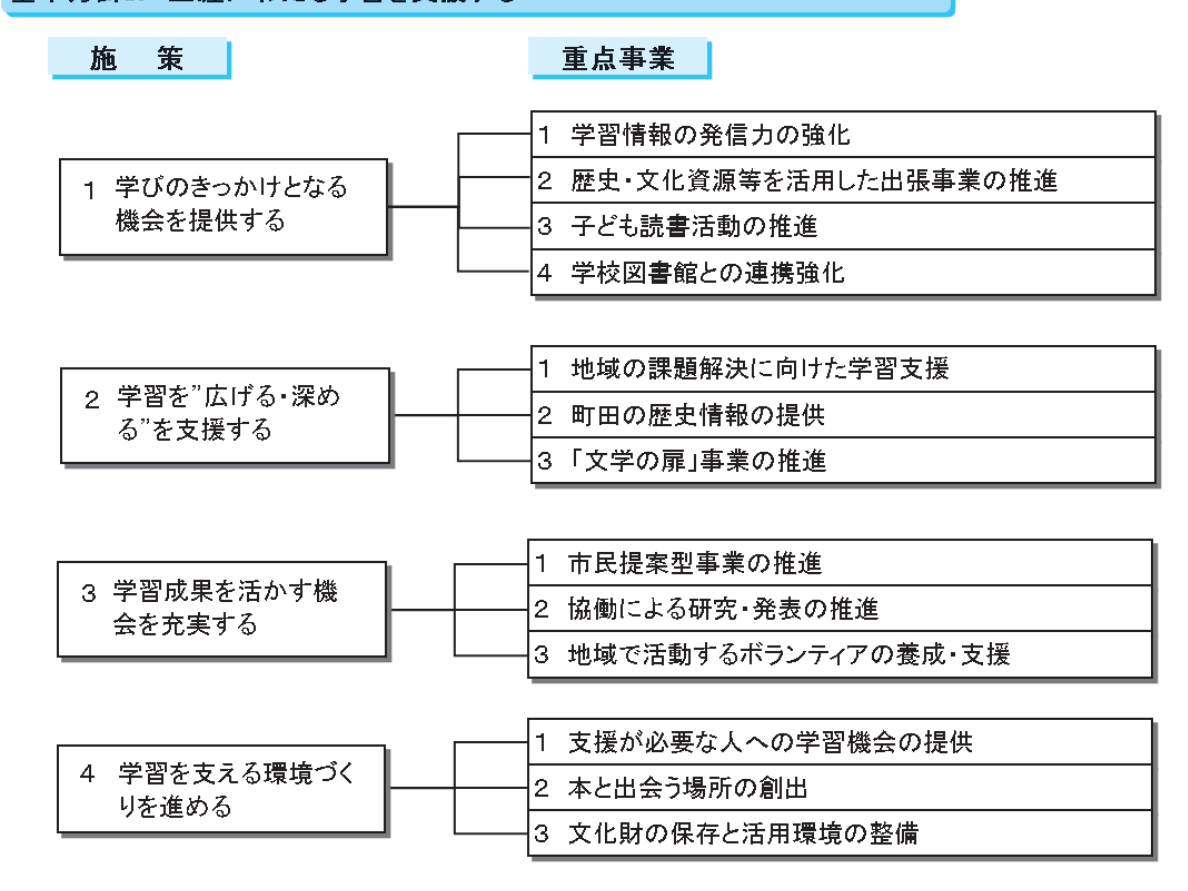 施　策
重点事業
1 学びのきっかけとなる
機会を提供する
1 学習情報の発信力の強化
2 歴史・文化資源等を活用した出張事業の推進
3 子ども読書活動の推進
4 学校図書館との連携強化
2 学習を”広げる・深め
る”を支援する
1 地域の課題解決に向けた学習支援
2 町田の歴史情報の提供
3 「文学の扉」事業の推進
3 学習成果を活かす機
会を充実する
1 市民提案型事業の推進
2 協働による研究・発表の推進
3 地域で活動するボランティアの養成・支援
4 学習を支える環境づく
りを進める
1 支援が必要な人への学習機会の提供
2 本と出会う場所の創出
3 文化財の保存と活用環境の整備